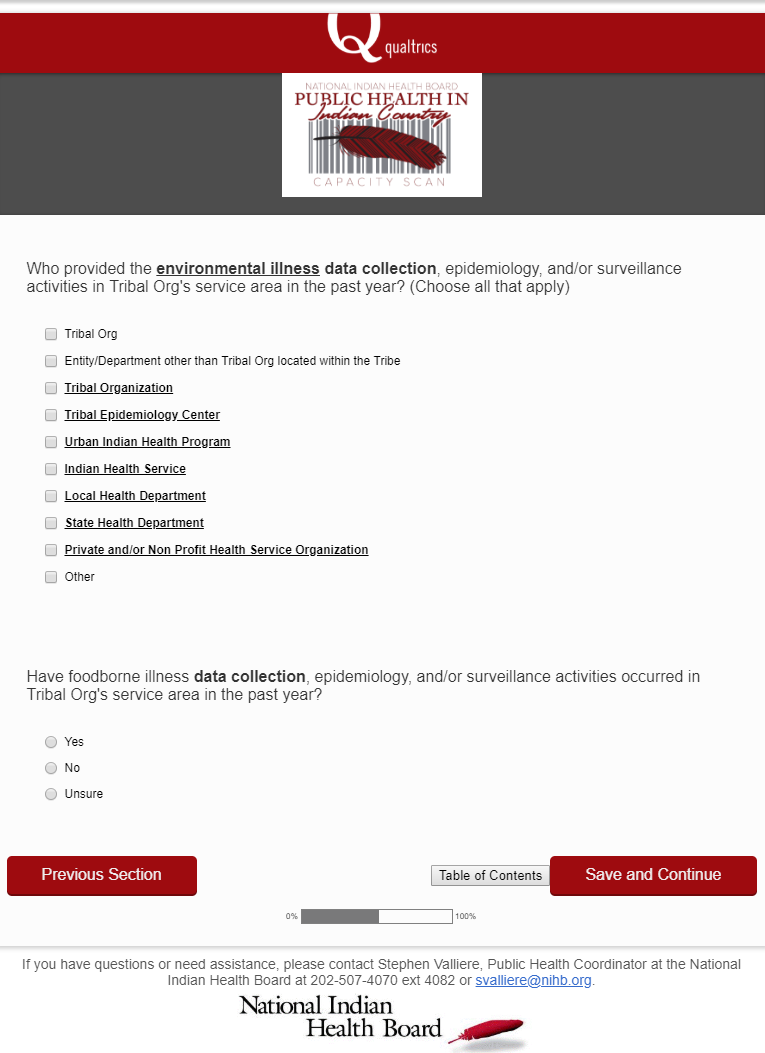 Q qualtrics
NATIONAL INDIAN HEALTH BOARD
PUBLIC HEALTH IN
Indian Country
CAPACITY SCAN
Who provided the environmental illness data collection, epidemiology, and/or surveillance
activities in Tribal Org's service area in the past year? (Choose all that apply)
Tribal Org
Entity/Department other than Tribal Org located within the Tribe
Tribal Organization
Tribal Epidemiology Center
Urban Indian Health Program
Indian Health Service
Local Health Department
State Health Department
Private and/or Non Profit Health Service Organization
Other
Have foodborne illness data collection, epidemiology, and/or surveillance activities occurred in
Tribal Org's service area in the past year?
Yes
No
Unsure
Previous Section
Table of Contents
Save and Continue
0% 100%
If you have questions or need assistance, please contact Stephen Valliere, Public Health Coordinator at the National
Indian Health Board at 202-507-4070 ext 4082 or svalliere@nihb.org.
National Indian
Health Board